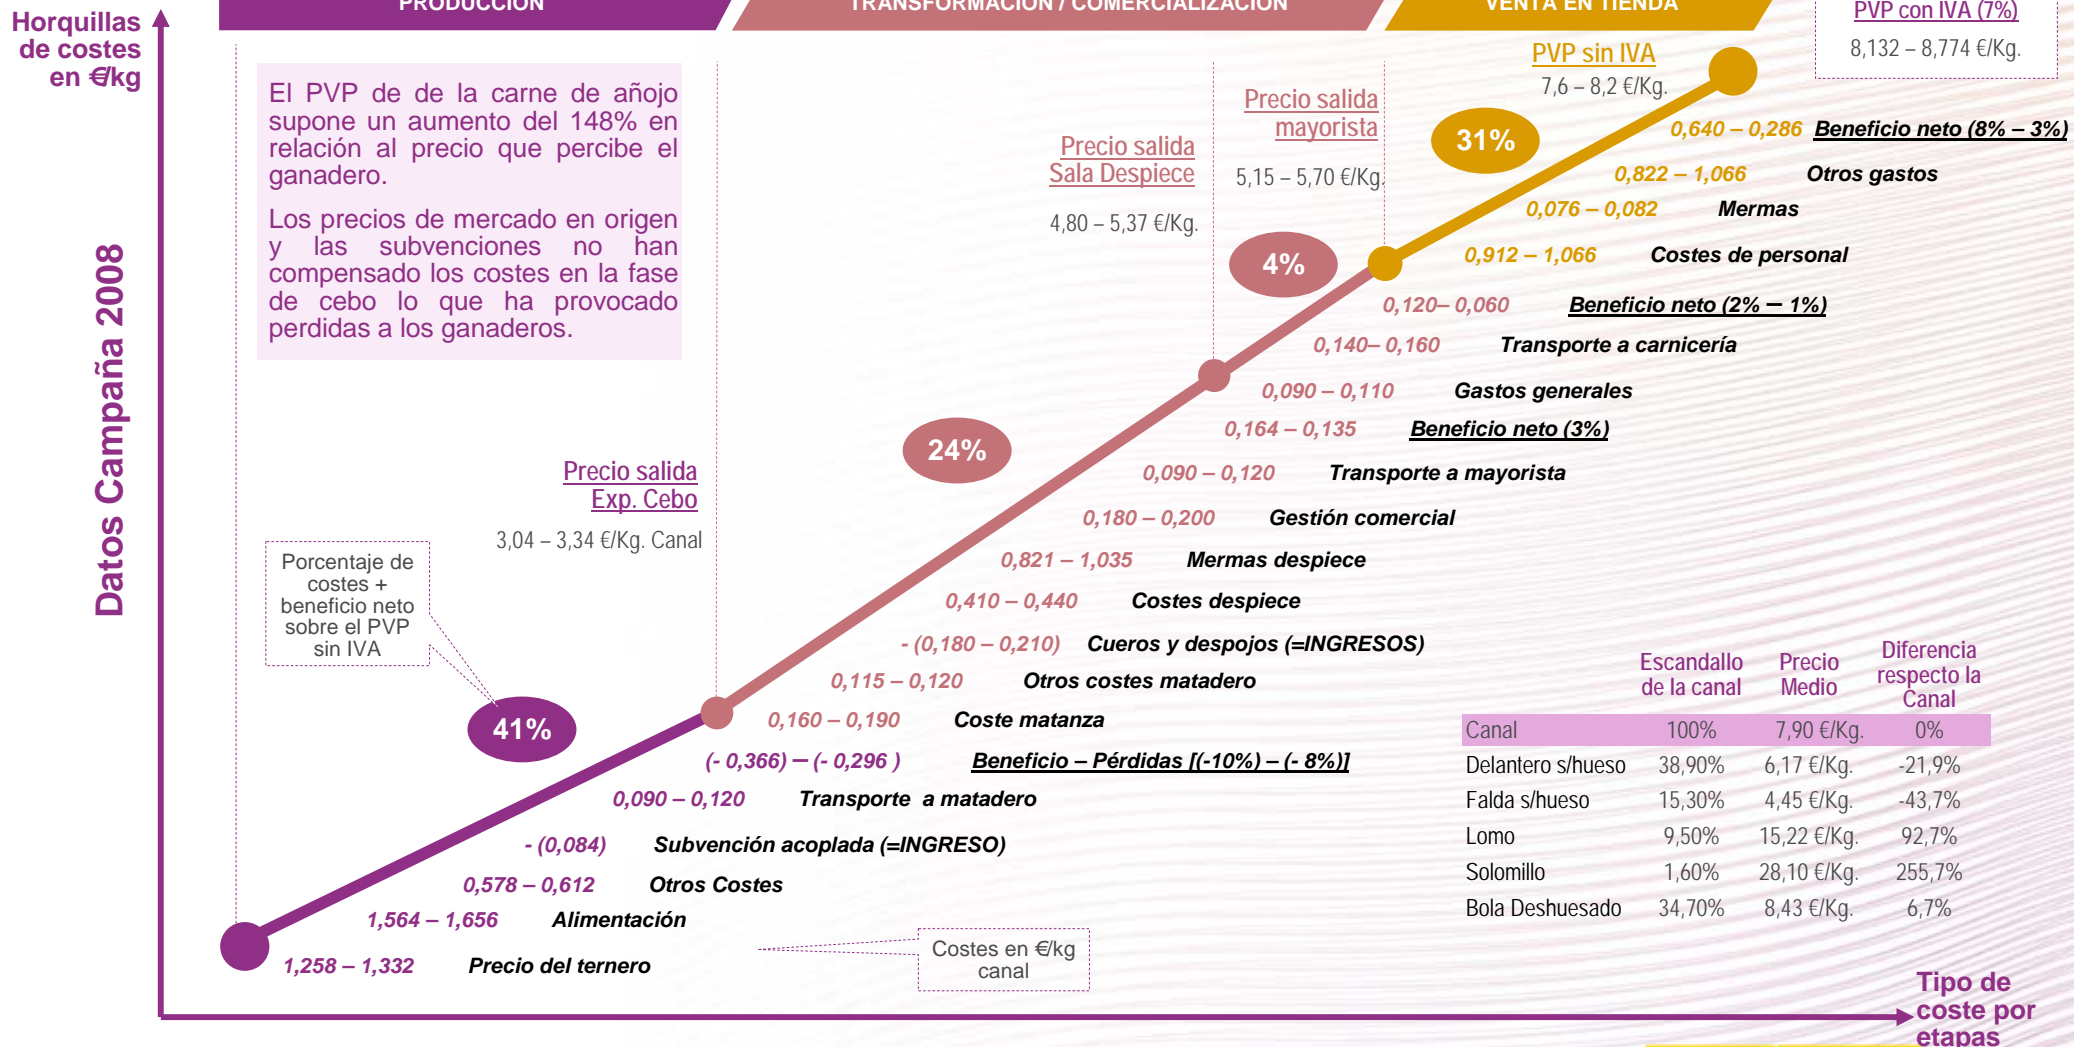 PRODUCCIÓN
TRANSFORMACIÓN / COMERCIALIZACIÓN
VENTA EN TIENDA
Horquillas
de costes
en €/kg
Datos Campaña 2008
El PVP de de la carne de añojo
supone un aumento del 148% en
relación al precio que percibe el
ganadero.
Los precios de mercado en origen
y las subvenciones no han
compensado los costes en la fase
de cebo lo que ha provocado
perdidas a los ganaderos.
PVP con IVA (7%)
8,132 – 8,774 €/Kg.
PVP sin IVA
7,6 – 8,2 €/Kg.
Precio salida
mayorista
5,15 – 5,70 €/Kg.
Precio salida
Sala Despiece
4,80 – 5,37 €/Kg.
Precio salida
Exp. Cebo
3,04 – 3,34 €/Kg. Canal
31%
4%
24%
41%
Porcentaje de
costes +
beneficio neto
sobre el PVP
sin IVA
0,640 – 0,286 Beneficio neto (8% – 3%)
0,822 – 1,066 Otros gastos
0,076 – 0,082 Mermas
0,912 – 1,066 Costes de personal
0,120– 0,060 Beneficio neto (2% – 1%)
0,140– 0,160 Transporte a carnicería
0,090 – 0,110 Gastos generales
0,164 – 0,135 Beneficio neto (3%)
0,090 – 0,120 Transporte a mayorista
0,180 – 0,200 Gestión comercial
0,821 – 1,035 Mermas despiece
0,410 – 0,440 Costes despiece
- (0,180 – 0,210) Cueros y despojos (=INGRESOS)
0,115 – 0,120 Otros costes matadero
0,160 – 0,190 Coste matanza
(- 0,366) – (- 0,296 ) Beneficio – Pérdidas [(-10%) – (- 8%)]
0,090 – 0,120 Transporte a matadero
- (0,084) Subvención acoplada (=INGRESO)
0,578 – 0,612 Otros Costes
1,564 – 1,656 Alimentación
1,258 – 1,332 Precio del ternero
Costes en €/kg
canal
Escandallo
de la canal
Precio
Medio
Diferencia
respecto la
Canal
Canal 100% 7,90 €/Kg. 0%
Delantero s/hueso 38,90% 6,17 €/Kg. -21,9%
Falda s/hueso 15,30% 4,45 €/Kg. -43,7%
Lomo 9,50% 15,22 €/Kg. 92,7%
Solomillo 1,60% 28,10 €/Kg. 255,7%
Bola Deshuesado 34,70% 8,43 €/Kg. 6,7%
Tipo de
coste por
etapas